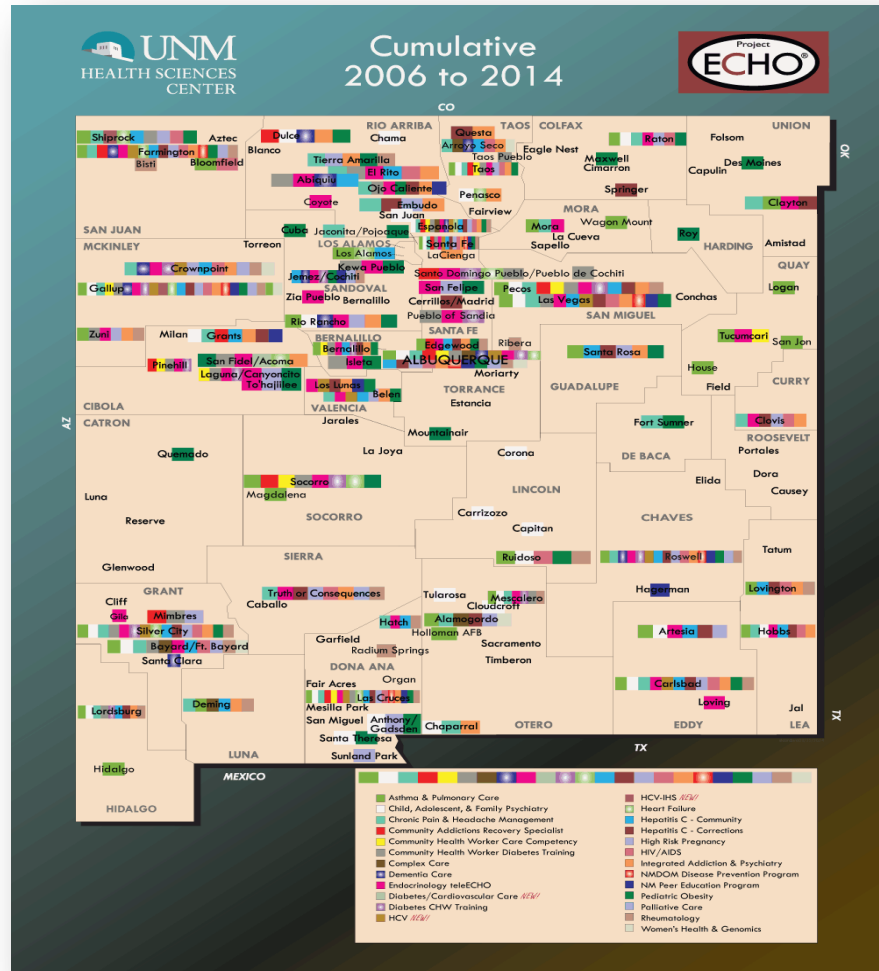 UNM
HEALTH SCIENCES
CENTER
Cumulative
2006 to 2014
Project
ECHO®
CO
RIO ARRIBA TAOS COLFAX UNION
OK
Shiprock Aztec Dulce Chama Questa Raton Folsom
Farmington Blanco Arroyo Seco Eagle Nest
Bisti Bloomfield Tierra Amarilla Taos Pueblo Maxwell Des Moines
El Rito Taos Cimarron Capulin
Abiquiu Ojo Caliente Penasco Springer
Coyote Embudo Clayton
San Juan Fairview MORA
SAN JUAN Cuba Jaconita/Pojoaque Espanola Mora Wagon Mount Roy
MCKINLEY Torreon LOS ALAMOS Santa Fe La Cueva HARDING Amistad
Los Alamos LaCienga Sapello
Crownpoint Kewa Pueblo QUAY
Jemez/Cochiti Santo Domingo Pueblo/Pueblo de Cochiti
Gallup SANDOVAL San Felipe Pecos Logan
Zia Pueblo Bernalillo Cerrillos/Madrid Las Vegas Conchas
Pueblo of Sandia SAN MIGUEL
Rio Rancho SANTA FE
Zuni Milan Grants BERNALILLO Edgewood Ribera Tucumcari San Jon
Bernalillo Santa Rosa
Pinehill San Fidel/Acoma Isleta ALBUQUERQUE House
Laguna/Canyoncito Moriarty
To'hajiilee Los Lunas TORRANCE GUADALUPE Field CURRY
CIBOLA Belen Estancia
AZ
CATRON VALENCIA Jarales Fort Sumner Clovis
Mountainair ROOSEVELT
Quemado La Joya Corona DE BACA Portales
Socorro Elida Dora
Luna Magdalena LINCOLN Causey
Reserve SOCORRO Carrizozo CHAVES
Capitan
SIERRA Ruidoso Roswell Tatum
Glenwood
GRANT Truth or Consequences Tularosa Mescalero Hagerman Lovington
Cliff Caballo Cloudcroft
Gila Mimbres Hatch Alamogordo
Silver City Garfield Holloman AFB Artesia Hobbs
Bayard/Ft. Bayard Radium Springs Sacramento
Santa Clara DONA ANA Timberon
Fair Acres Organ Carlsbad
Lordsburg Deming Las Cruces Loving
Mesilla Park Jal
San Miguel Anthony/
Gadsden Chaparral OTERO EDDY LEA
LUNA Santa Theresa
TX
Sunland Park TX
MEXICO
Hidalgo
HIDALGO
Asthma & Pulmonary Care
Child, Adolescent, & Family Psychiatry
Chronic Pain & Headache Management
Community Addictions Recovery Specialist
Community Health Worker Care Competency
Community Health Worker Diabetes Training
Complex Care
Dementia Care
Endocrinology teleECHO
Diabetes/Cardiovascular Care NEW!
Diabetes CHW Training
HCV NEW!
HCV-IHS NEW!
Heart Failure
Hepatitis C - Community
Hepatitis C - Corrections
High Risk Pregnancy
HIV/AIDS
Integrated Addiction & Psychiatry
NMDOM Disease Prevention Program
NM Peer Education Program
Pediatric Obesity
Palliative Care
Rheumatology
Women's Health & Genomics